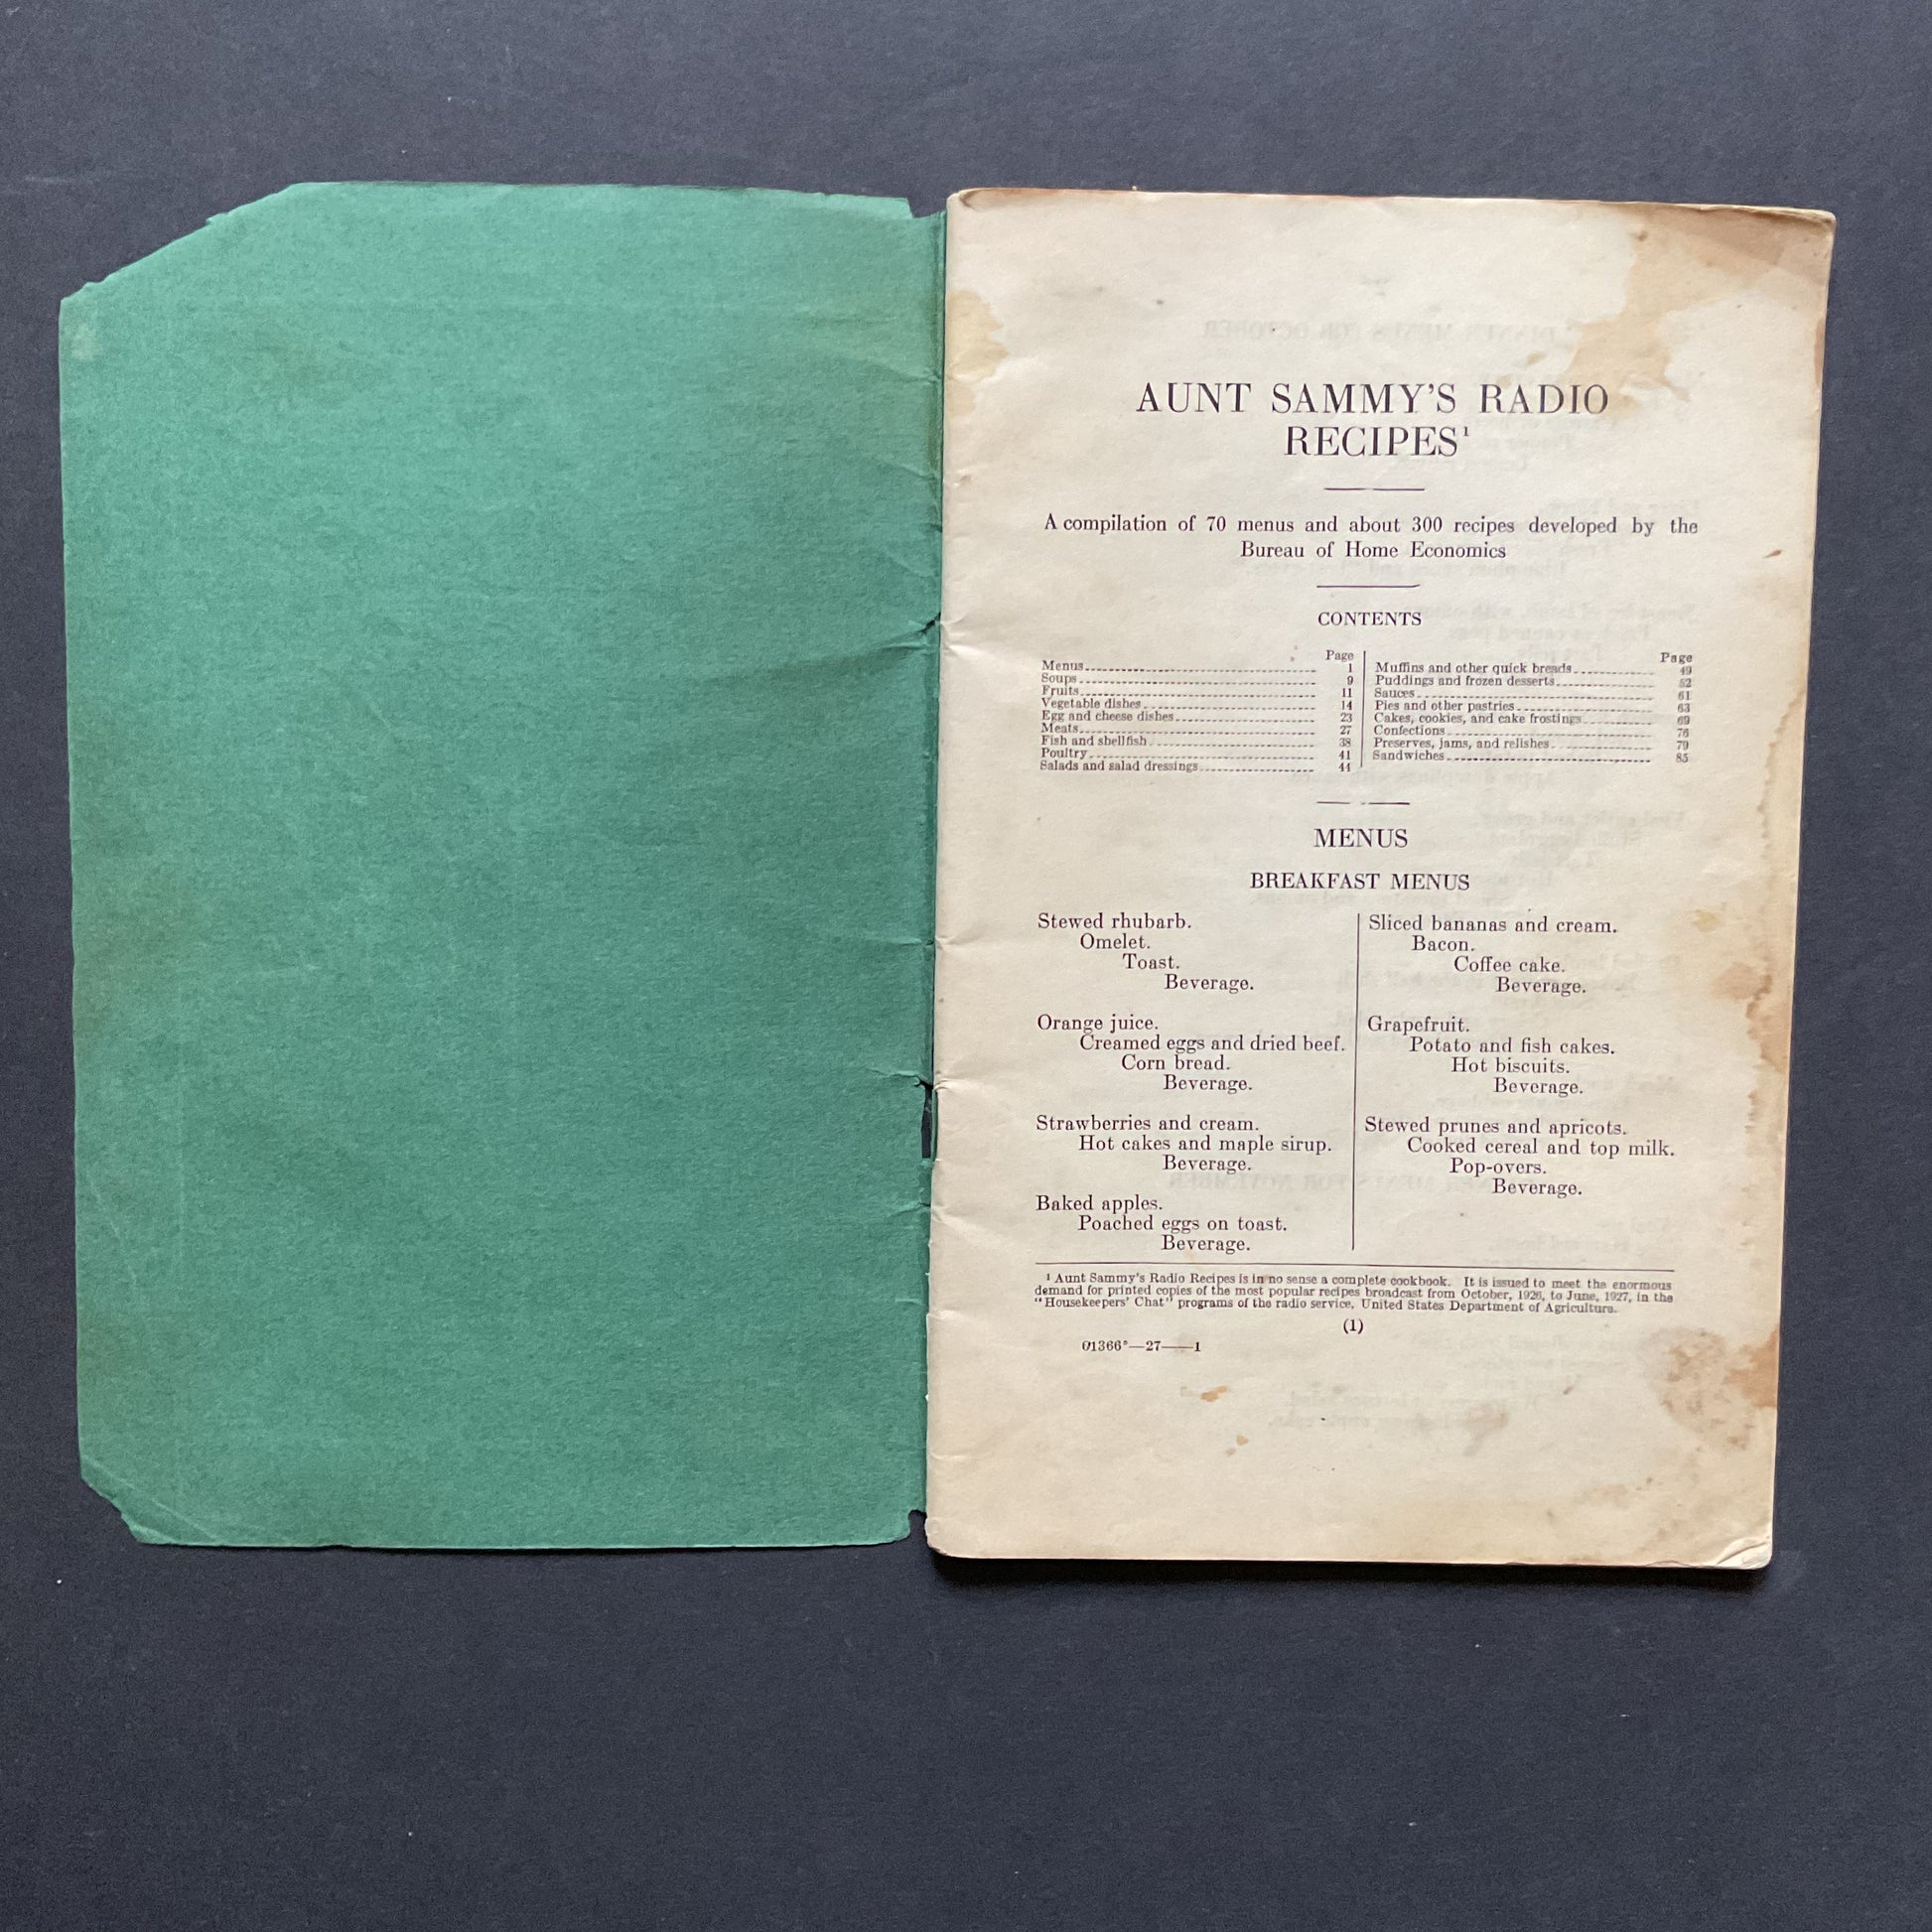 AUNT SAMMY'S RADIO
RECIPES¹
A compilation of 70 menus and about 300 recipes developed by the
Bureau of Home Economics
CONTENTS
Page
Menus 1
Soups 9
Fruits 11
Vegetable dishes 14
Egg and cheese dishes 23
Meats 27
Fish and shellfish 38
Poultry 41
Salads and salad dressings 44
Page
Muffins and other quick breads 49
Puddings and frozen desserts 52
Sauces 61
Pies and other pastries 63
Cakes, cookies, and cake frostings 69
Confections 76
Preserves, jams, and relishes 79
Sandwiches 85
MENUS
BREAKFAST MENUS
Stewed rhubarb.
Omelet.
Toast.
Beverage.
Orange juice.
Creamed eggs and dried beef.
Corn bread.
Beverage.
Strawberries and cream.
Hot cakes and maple sirup.
Beverage.
Baked apples.
Poached eggs on toast.
Beverage.
Sliced bananas and cream.
Bacon.
Coffee cake.
Beverage.
Grapefruit.
Potato and fish cakes.
Hot biscuits.
Beverage.
Stewed prunes and apricots.
Cooked cereal and top milk.
Pop-overs.
Beverage.
¹ Aunt Sammy's Radio Recipes is in no sense a complete cookbook. It is issued to meet the enormous
demand for printed copies of the most popular recipes broadcast from October, 1926, to June, 1927, in the
"Housekeepers' Chat" programs of the radio service, United States Department of Agriculture.
(1)
01366°—27——1